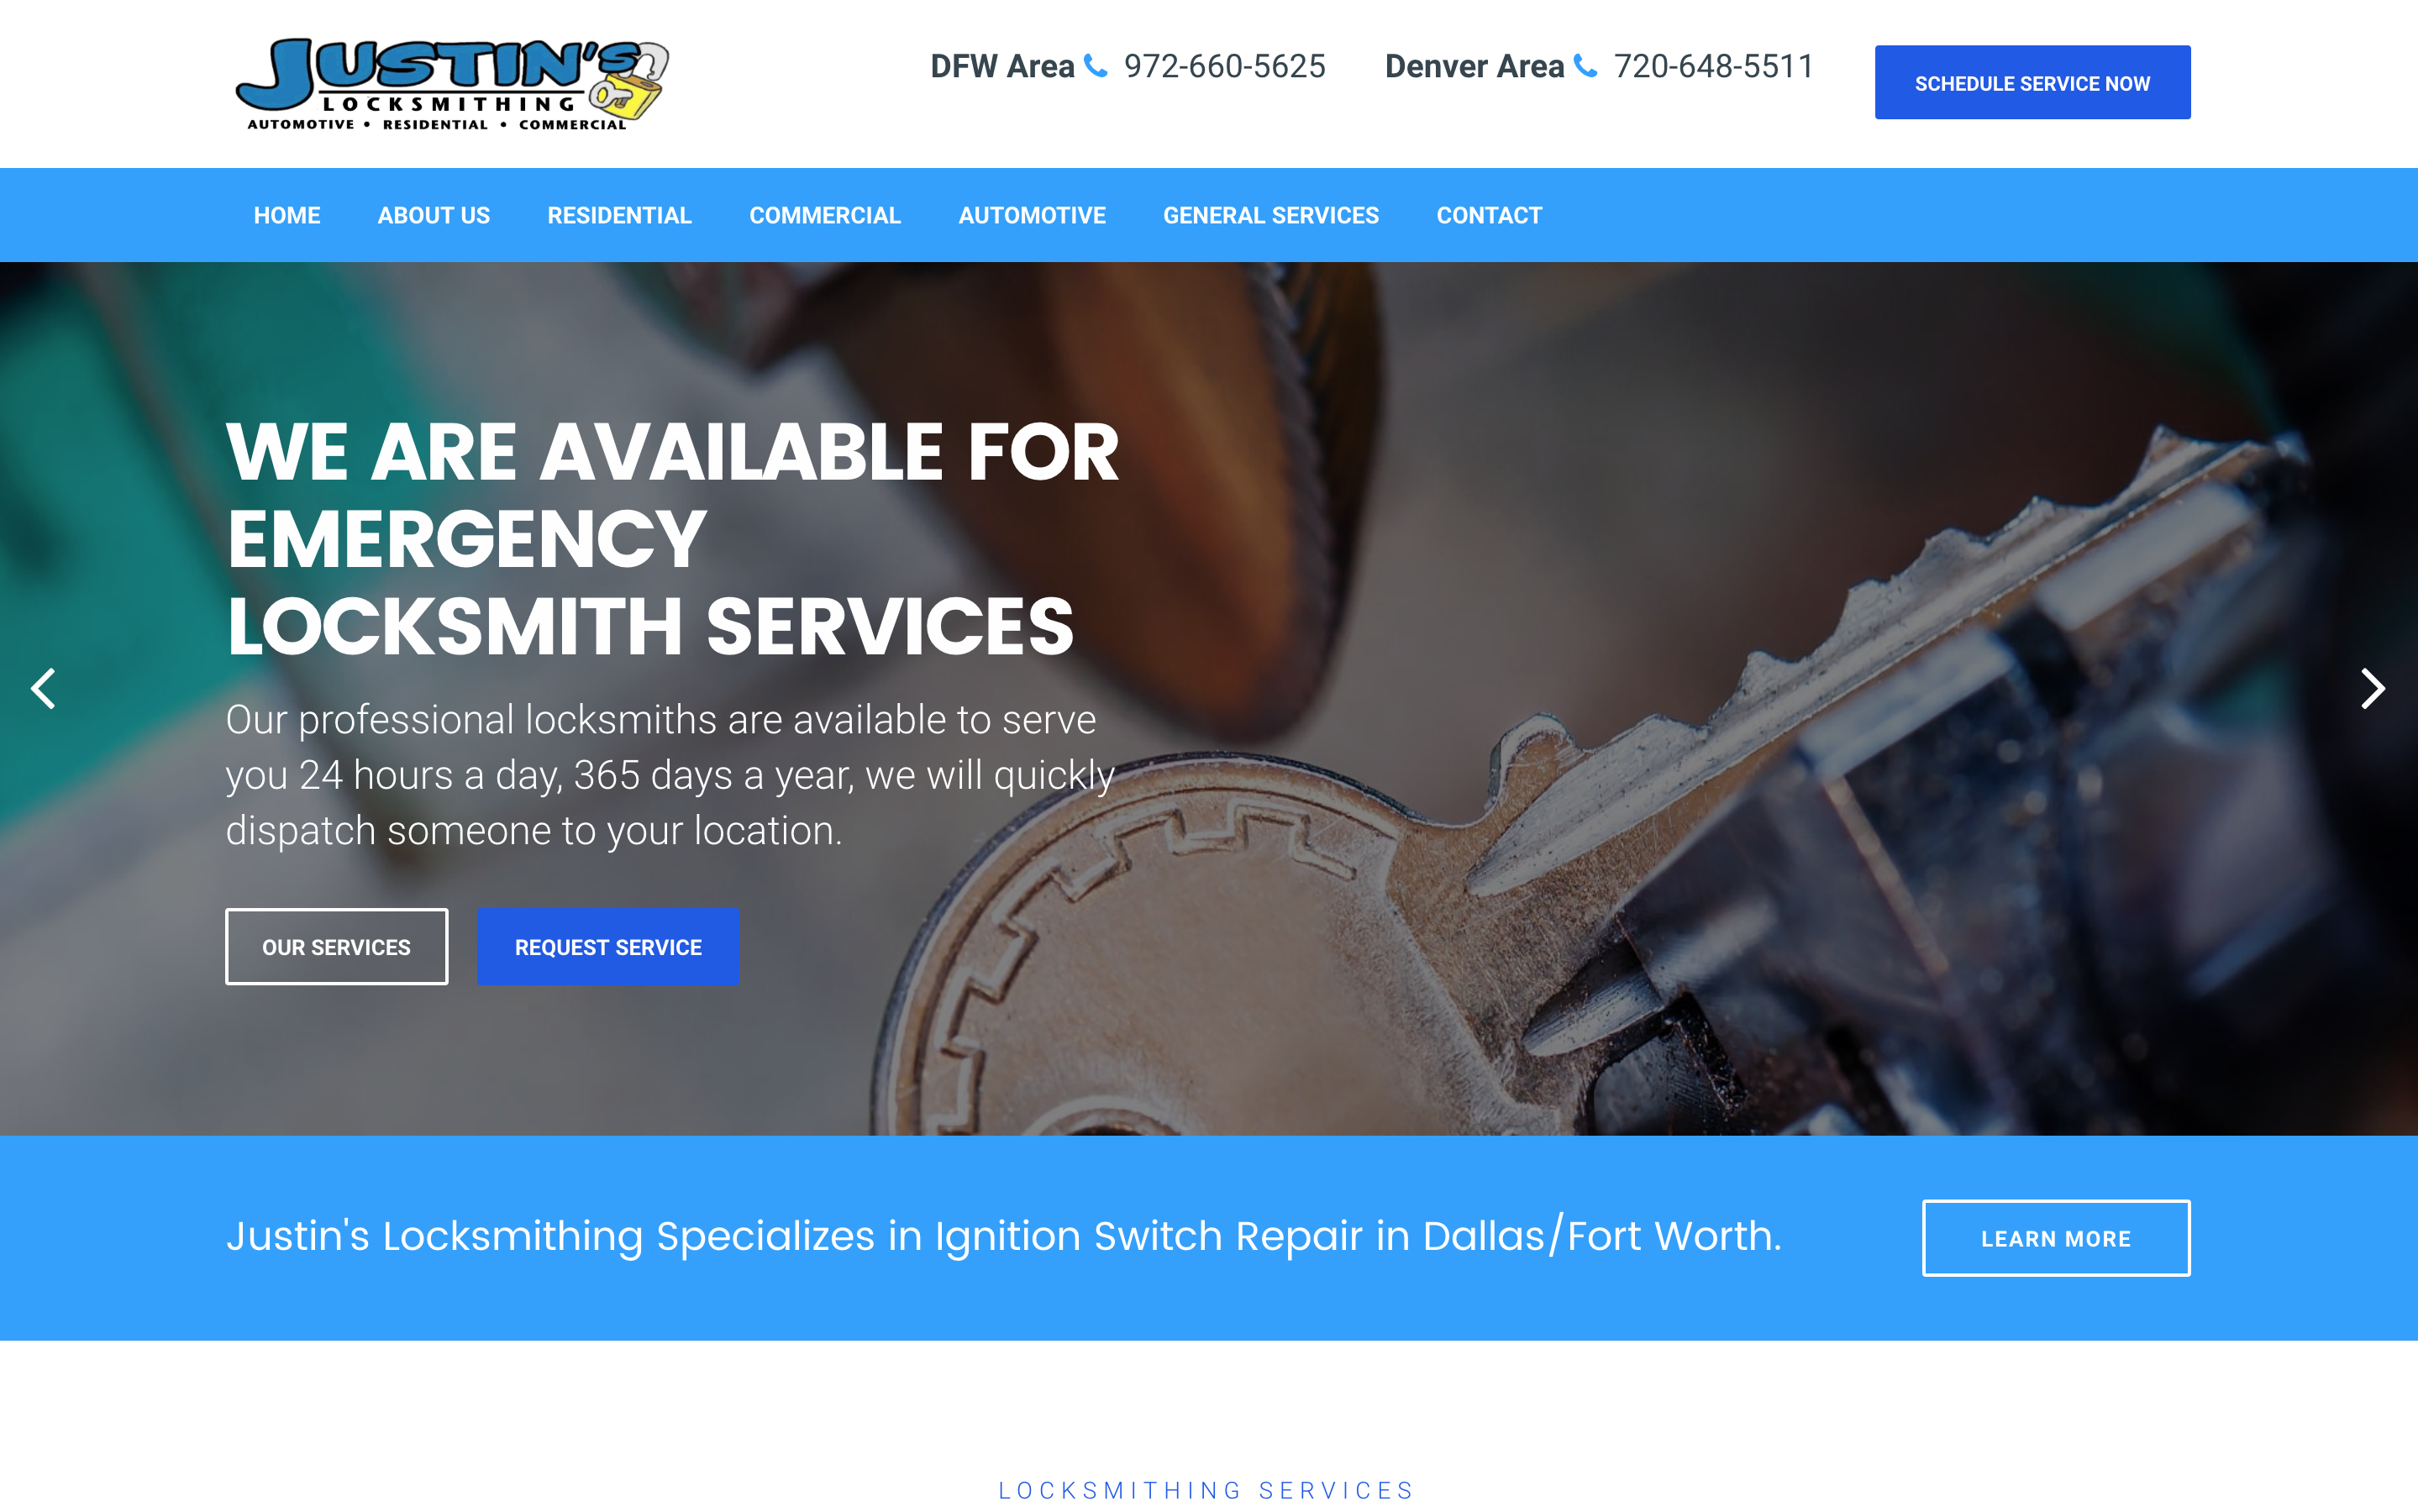 JUSTIN'S
LOCKSMITHING
AUTOMOTIVE • RESIDENTIAL • COMMERCIAL
DFW Area 972-660-5625
Denver Area 720-648-5511
SCHEDULE SERVICE NOW
HOME ABOUT US RESIDENTIAL COMMERCIAL AUTOMOTIVE GENERAL SERVICES CONTACT
WE ARE AVAILABLE FOR
EMERGENCY
LOCKSMITH SERVICES
Our professional locksmiths are available to serve
you 24 hours a day, 365 days a year, we will quickly
dispatch someone to your location.
OUR SERVICES REQUEST SERVICE
Justin's Locksmithing Specializes in Ignition Switch Repair in Dallas/Fort Worth.
LEARN MORE
LOCKSMITHING SERVICES